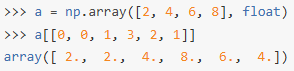 >>> a = np.array([2, 4, 6, 8], float)
>>> a[[0, 0, 1, 3, 2, 1]]
array([ 2.,  2.,  4.,  8.,  6.,  4.])